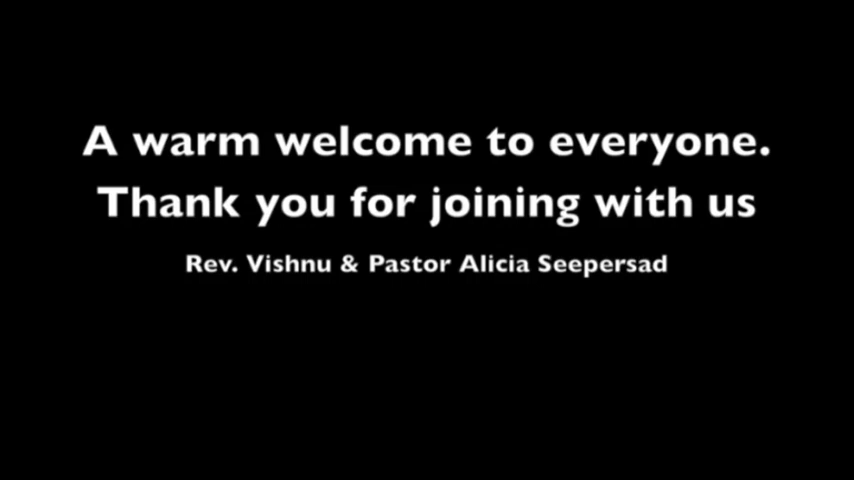 A warm welcome to everyone.
Thank you for joining with us
Rev. Vishnu & Pastor Alicia Seepersad